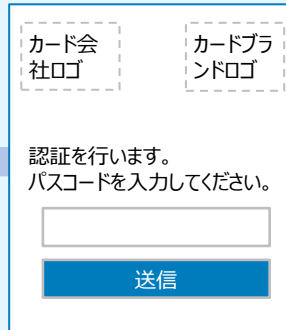 カード会
社ロゴ
カードブラ
ンドロゴ
認証を行います。
パスコードを入力してください。
送信